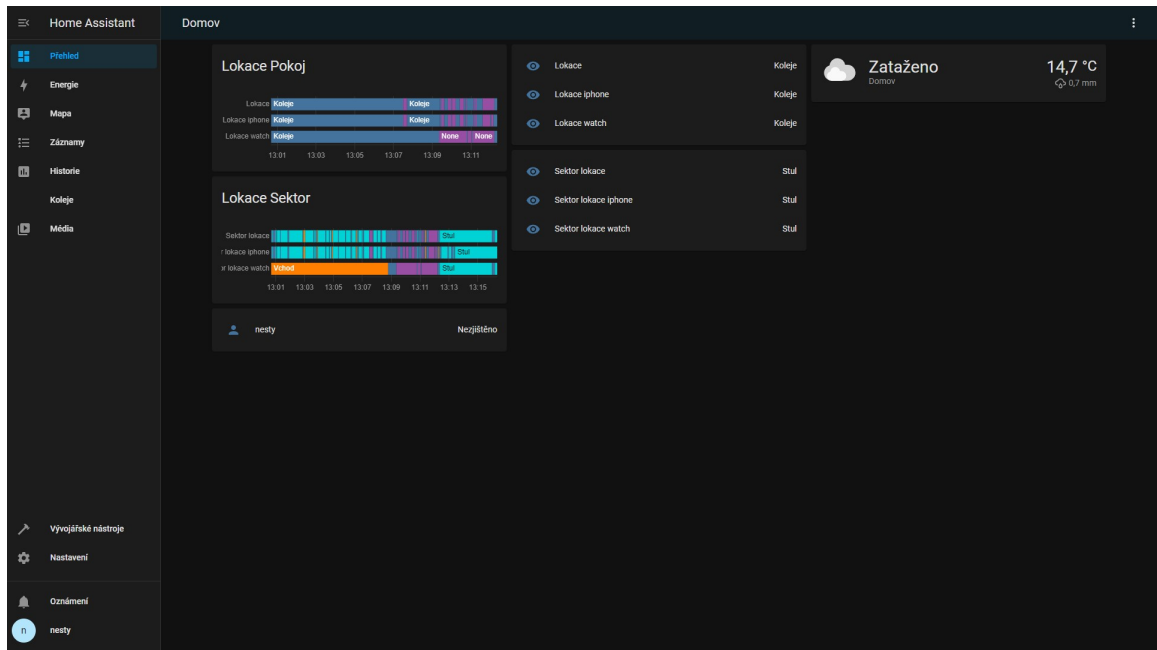 Home Assistant
Domov
Přehled
Energie
Mapa
Záznamy
Historie
Koleje
Média
Vývojářské nástroje
Nastavení
Oznámení
n nesty
Lokace Pokoj
Lokace Koleje Koleje
Lokace iphone Koleje Koleje
Lokace watch Koleje None None
13:01 13:03 13:05 13:07 13:09 13:11
Lokace Sektor
Sektor lokace Stul
r lokace iphone Stul
or lokace watch Vchod Stul
13:01 13:03 13:05 13:07 13:09 13:11 13:13 13:15
nesty Nezjištěno
Lokace Koleje
Lokace iphone Koleje
Lokace watch Koleje
Sektor lokace Stul
Sektor lokace iphone Stul
Sektor lokace watch Stul
Zataženo 14,7 °C
Domov 0,7 mm